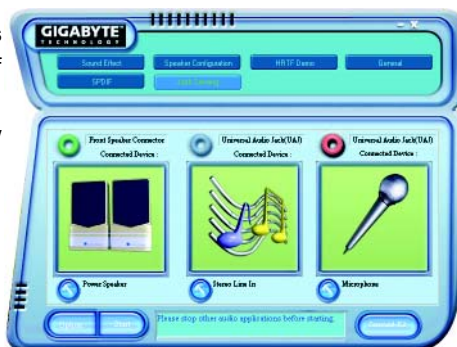 GIGABYTE™
TECHNOLOGY
Sound Effect
Speaker Configuration
HRTF Demo
General
SPDIF
Front Speaker Connector
Connected Device :
Universal Audio Jack(UAJ)
Connected Device :
Universal Audio Jack(UAJ)
Connected Device :
Power Speaker
Stereo Line In
Microphone
Start
Please stop other audio applications before starting.